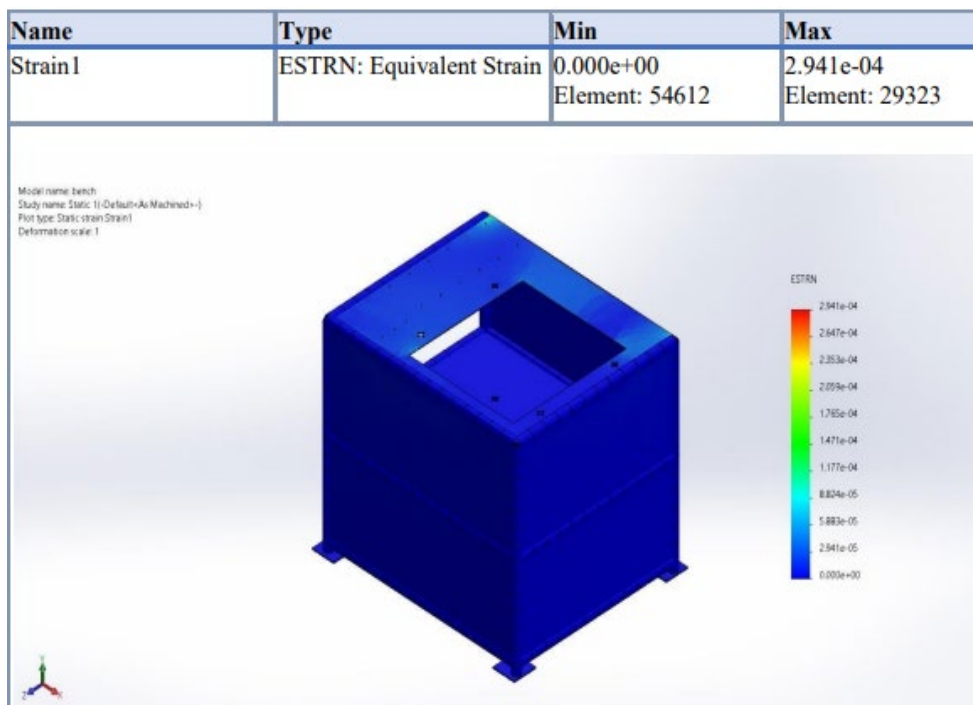 Name Type Min Max
Strain1 ESTRN: Equivalent Strain 0.000e+00 2.941e-04
Element: 54612 Element: 29323
Model name: bench
Study name: Static 1(-Default<As Machined>-)
Plot type: Static strain Strain1
Deformation scale: 1
ESTRN
2.941e-04
2.647e-04
2.353e-04
2.059e-04
1.765e-04
1.471e-04
1.177e-04
8.824e-05
5.883e-05
2.941e-05
0.000e+00
Y
Z X